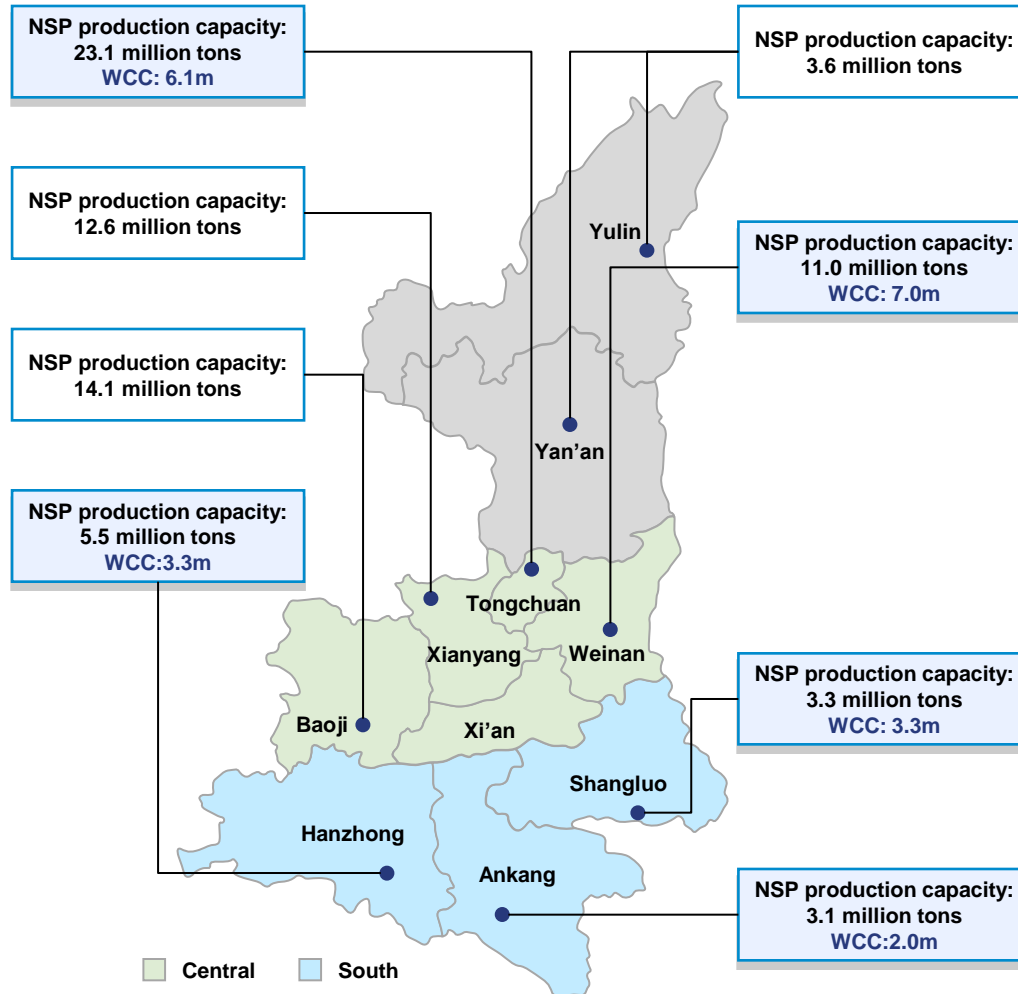 NSP production capacity:
23.1 million tons
WCC: 6.1m
NSP production capacity:
3.6 million tons
NSP production capacity:
12.6 million tons
Yulin
NSP production capacity:
11.0 million tons
WCC: 7.0m
NSP production capacity:
14.1 million tons
Yan’an
NSP production capacity:
5.5 million tons
WCC:3.3m
Tongchuan
Xianyang
Weinan
Baoji
Xi’an
NSP production capacity:
3.3 million tons
WCC: 3.3m
Shangluo
Hanzhong
Ankang
NSP production capacity:
3.1 million tons
WCC:2.0m
Central
South